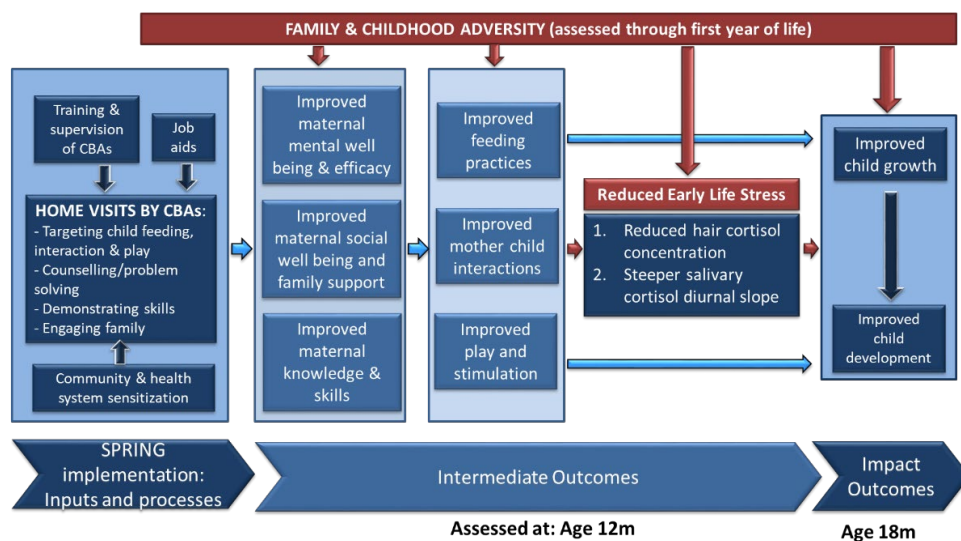 FAMILY & CHILDHOOD ADVERSITY (assessed through first year of life)
Training &
supervision
of CBAs
Job
aids
HOME VISITS BY CBAs:
- Targeting child feeding,
interaction & play
- Counselling/problem
solving
- Demonstrating skills
- Engaging family
Community & health
system sensitization
Improved
maternal
mental well
being & efficacy
Improved
maternal social
well being and
family support
Improved
maternal
knowledge &
skills
Improved
feeding
practices
Improved
mother child
interactions
Improved
play and
stimulation
Reduced Early Life Stress
1. Reduced hair cortisol
concentration
2. Steeper salivary
cortisol diurnal slope
Improved
child growth
Improved
child
development
SPRING
implementation:
Inputs and processes
Intermediate Outcomes
Impact
Outcomes
Assessed at: Age 12m
Age 18m